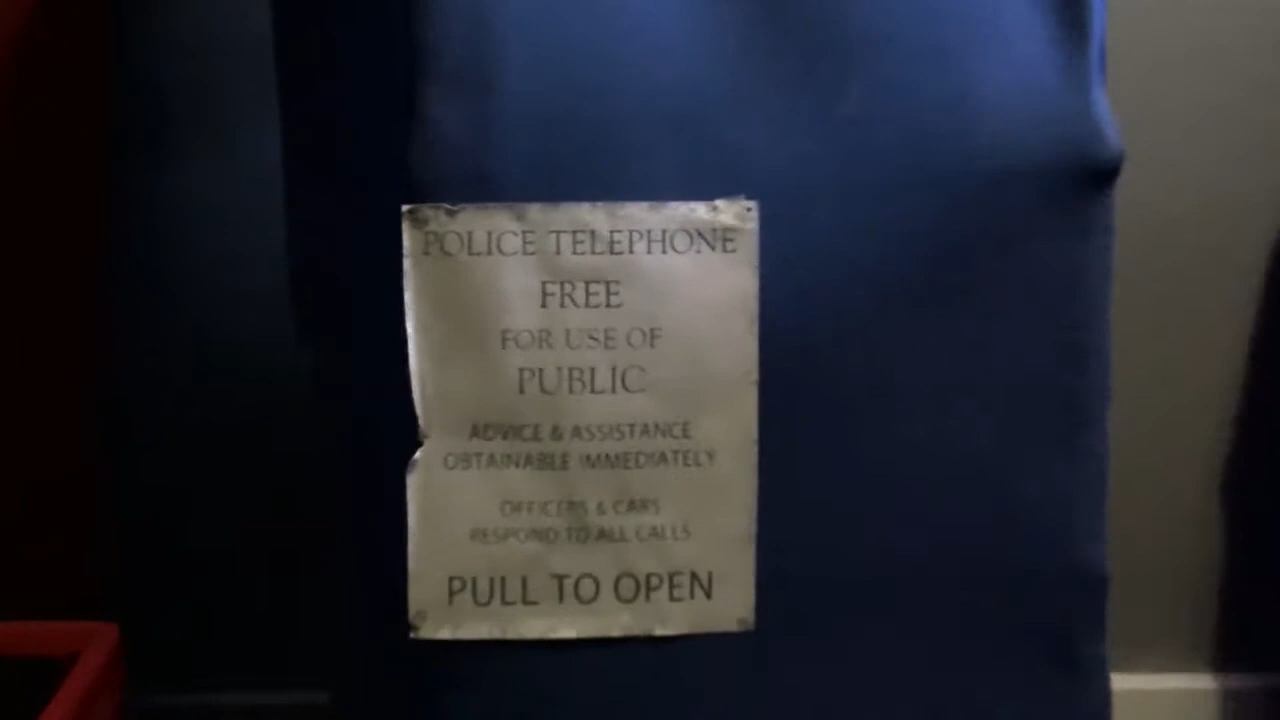 POLICE TELEPHONE
FREE
FOR USE OF
PUBLIC
ADVICE & ASSISTANCE
OBTAINABLE IMMEDIATELY
OFFICERS & CARS
RESPOND TO ALL CALLS
PULL TO OPEN